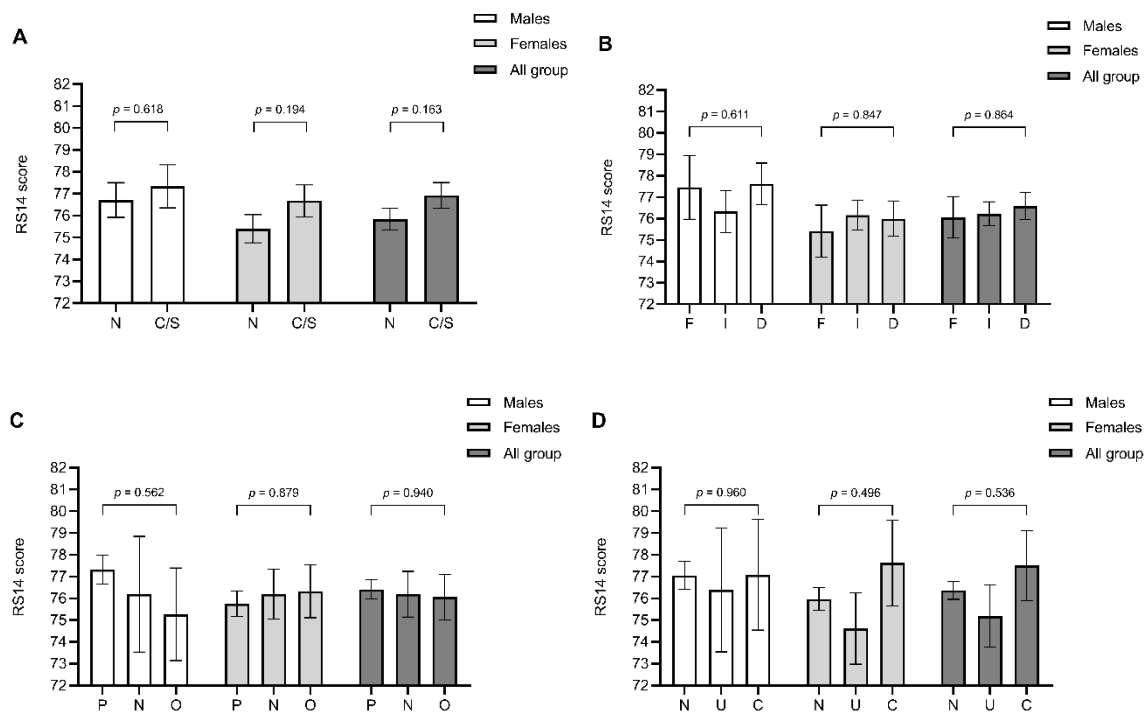 A
Males
Females
All group
82
81
80
79
78
77
76
75
74
73
72
RS14 score
p = 0.618
p = 0.194
p = 0.163
N C/S N C/S N C/S
B
Males
Females
All group
82
81
80
79
78
77
76
75
74
73
72
RS14 score
p = 0.611
p = 0.847
p = 0.864
F I D F I D F I D
C
Males
Females
All group
82
81
80
79
78
77
76
75
74
73
72
RS14 score
p = 0.562
p = 0.879
p = 0.940
P N O P N O P N O
D
Males
Females
All group
82
81
80
79
78
77
76
75
74
73
72
RS14 score
p = 0.960
p = 0.496
p = 0.536
N U C N U C N U C